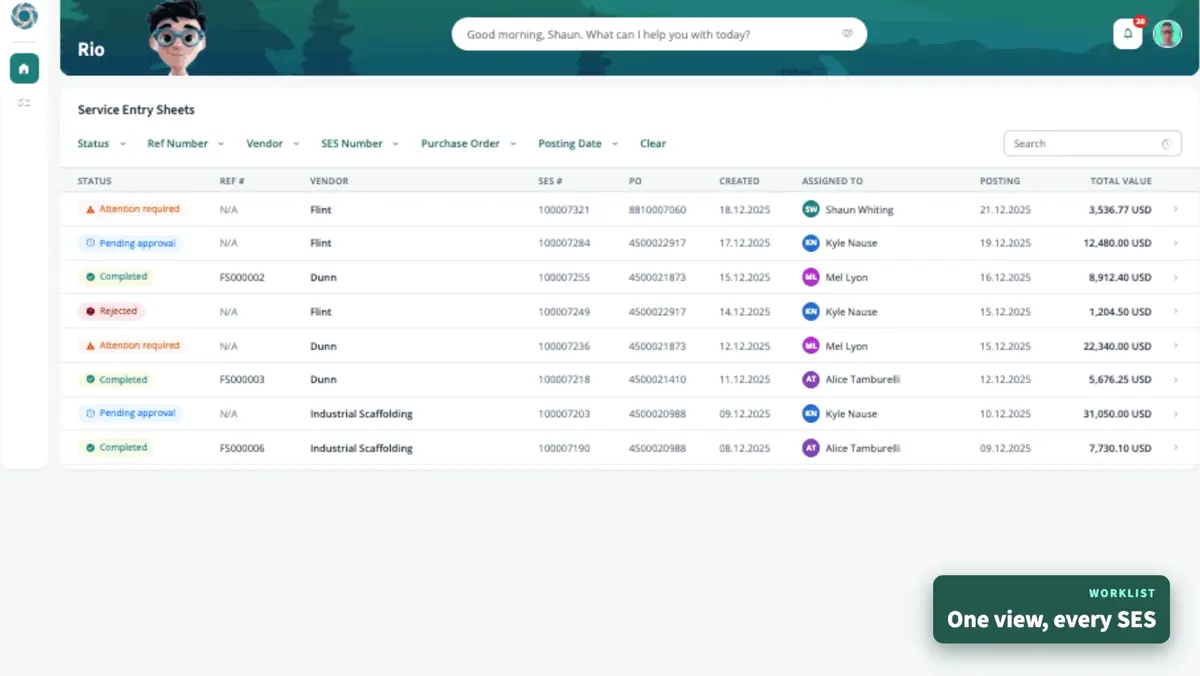 Rio
Good morning, Shaun. What can I help you with today?
20
Service Entry Sheets
Status Ref Number Vendor SES Number Purchase Order Posting Date Clear Search
STATUS REF # VENDOR SES # PO CREATED ASSIGNED TO POSTING TOTAL VALUE
Attention required N/A Flint 100007321 8810007060 18.12.2025 SW Shaun Whiting 21.12.2025 3,536.77 USD
Pending approval N/A Flint 100007284 4500022917 17.12.2025 KN Kyle Nause 19.12.2025 12,480.00 USD
Completed FS000002 Dunn 100007255 4500021873 15.12.2025 ML Mel Lyon 16.12.2025 8,912.40 USD
Rejected N/A Flint 100007249 4500022917 14.12.2025 KN Kyle Nause 15.12.2025 1,204.50 USD
Attention required N/A Dunn 100007236 4500021873 12.12.2025 ML Mel Lyon 15.12.2025 22,340.00 USD
Completed FS000003 Dunn 100007218 4500021410 11.12.2025 AT Alice Tamburelli 12.12.2025 5,676.25 USD
Pending approval N/A Industrial Scaffolding 100007203 4500020988 09.12.2025 KN Kyle Nause 10.12.2025 31,050.00 USD
Completed FS000006 Industrial Scaffolding 100007190 4500020988 08.12.2025 AT Alice Tamburelli 09.12.2025 7,730.10 USD
WORKLIST
One view, every SES